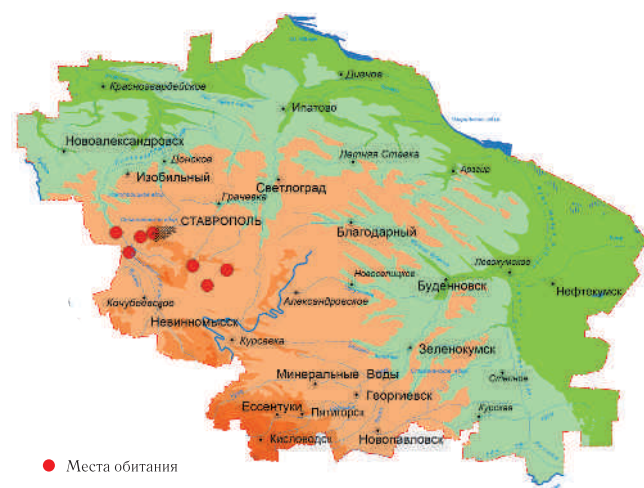 Дивное
Красногвардейское
Ипатово
Новоалександровск
Донское
Летняя Ставка
Арзгир
Изобильный
Светлоград
Грачевка
СТАВРОПОЛЬ
Благодарный
Левокумское
Новоселицкое
Буденновск
Нефтекумск
Кочубеевское
Александровское
Невинномысск
Курсавка
Зеленокумск
Минеральные Воды
Степное
Георгиевск
Ессентуки
Пятигорск
Курская
Кисловодск
Новопавловск
Места обитания